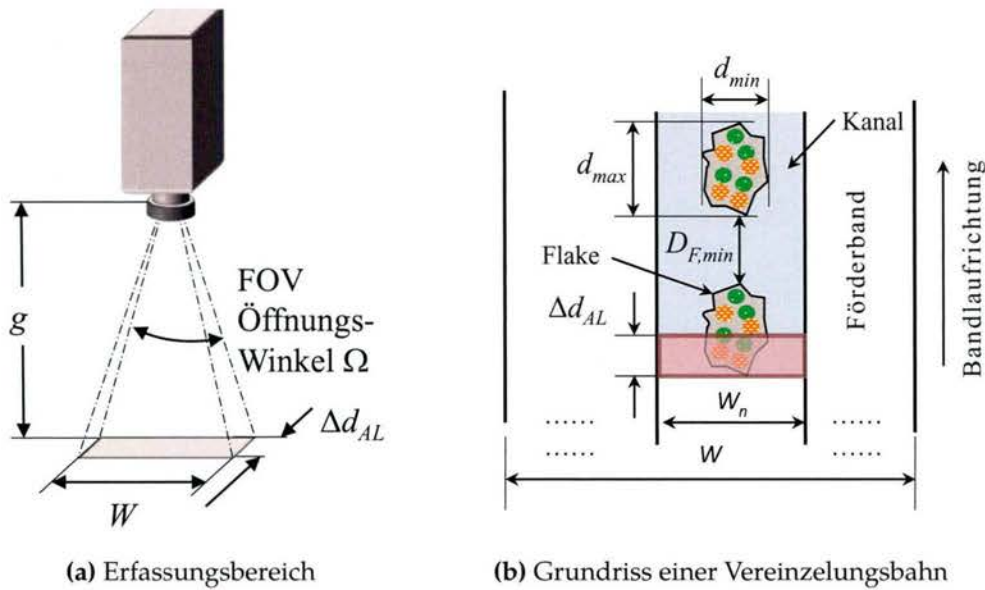 g
FOV
Öffnungs-
Winkel Ω
Δd_AL
W
(a) Erfassungsbereich
d_min
Kanal
d_max
D_F,min
Flake
Δd_AL
W_n
W
......
......
......
......
Förderband
Bandlaufrichtung
(b) Grundriss einer Vereinzelungsbahn